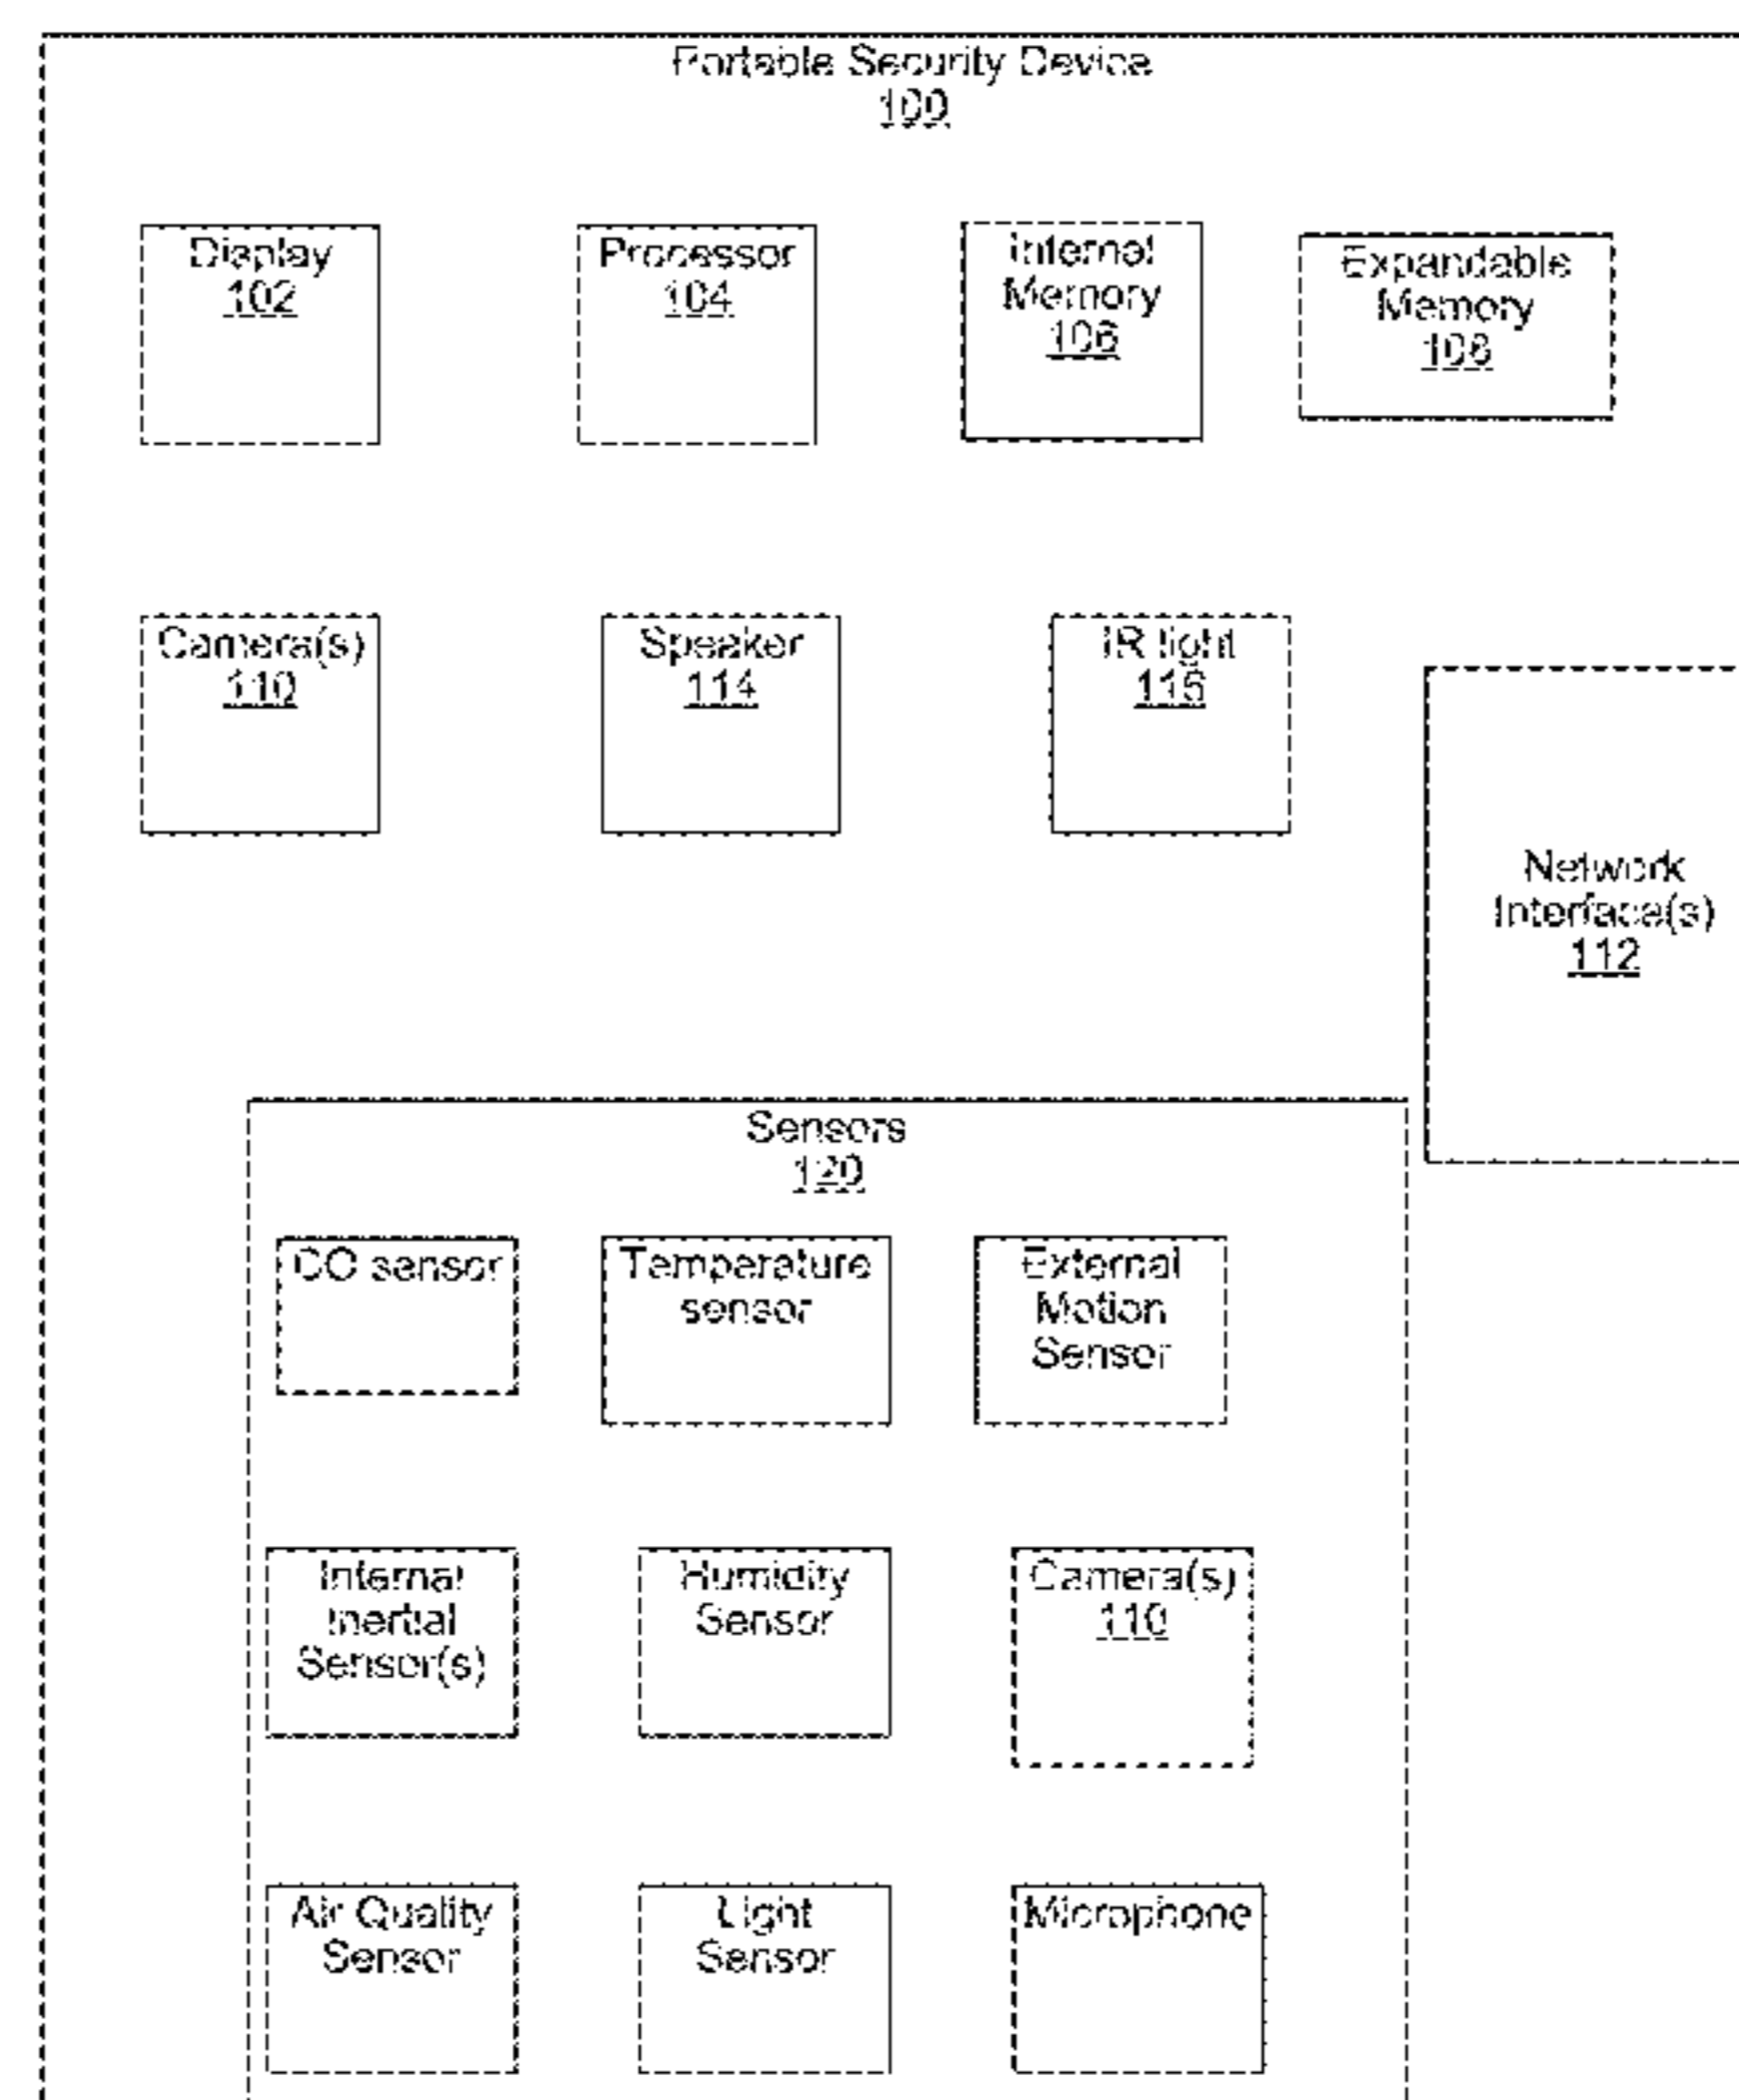 Portable Security Device
100
Display
102
Processor
104
Internal
Memory
106
Expandable
Memory
108
Camera(s)
110
Speaker
114
IR light
115
Network
Interface(s)
112
Sensors
120
CO sensor
Temperature
sensor
External
Motion
Sensor
Internal
Inertial
Sensor(s)
Humidity
Sensor
Camera(s)
110
Air Quality
Sensor
Light
Sensor
Microphone